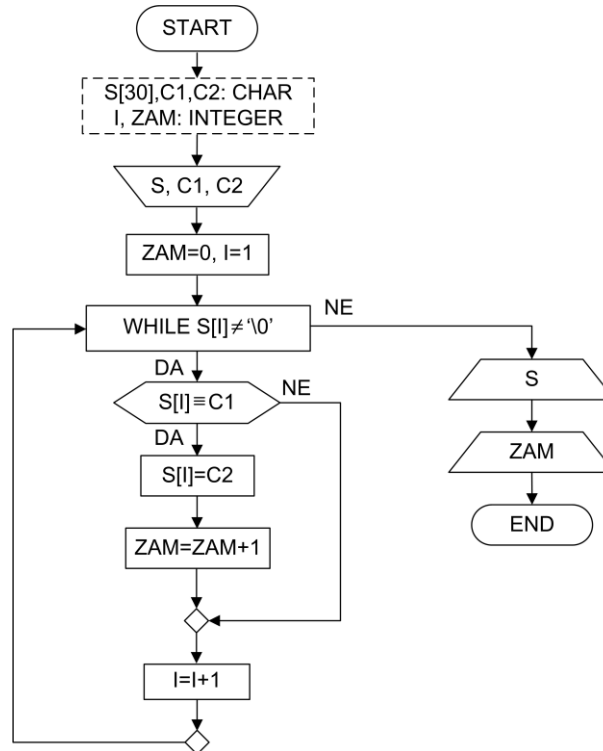 START
S[30],C1,C2: CHAR
I, ZAM: INTEGER
S, C1, C2
ZAM=0, I=1
WHILE S[I]≠'\0'
NE
DA
S[I]≡C1
NE
DA
S[I]=C2
ZAM=ZAM+1
I=I+1
S
ZAM
END